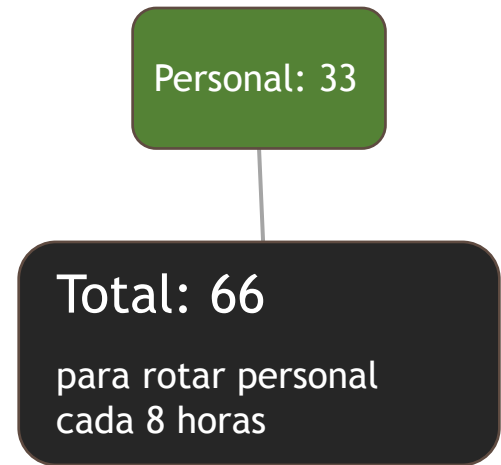 Personal: 33
Total: 66
para rotar personal
cada 8 horas